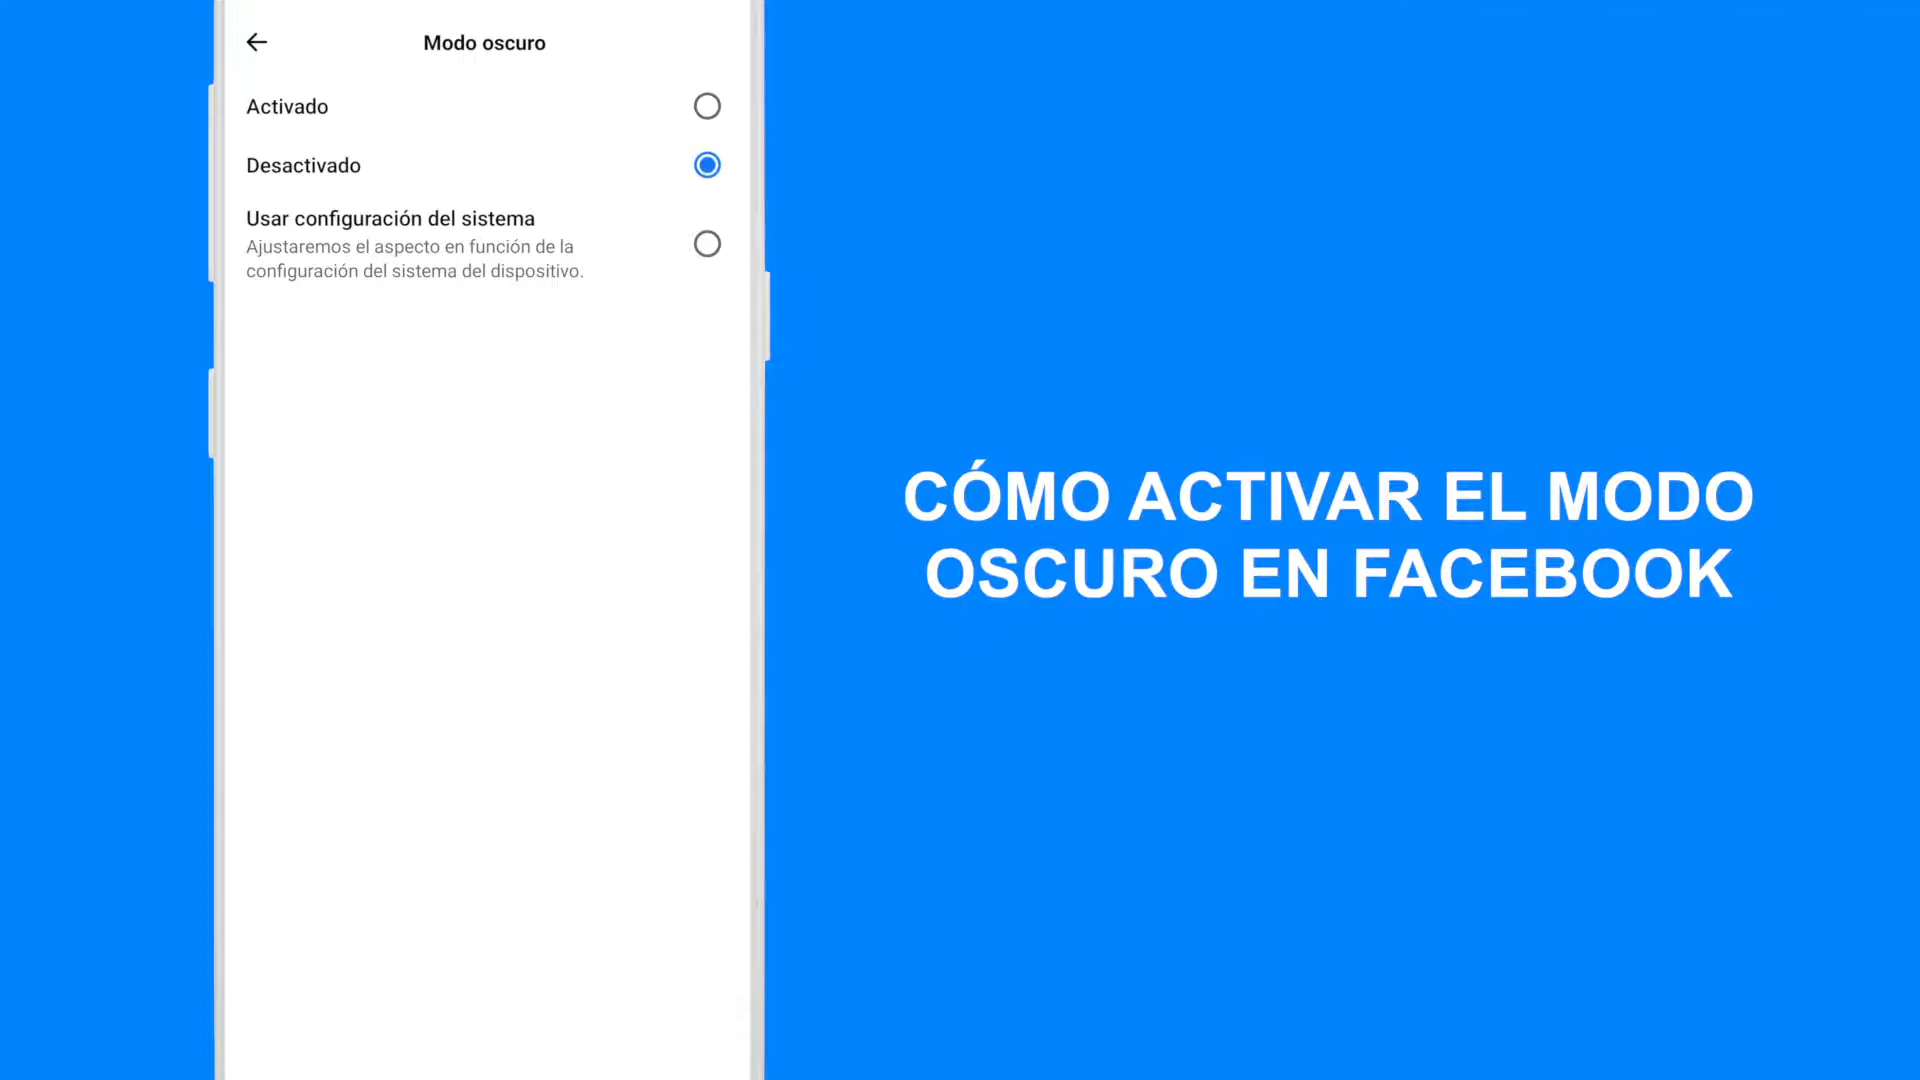 Modo oscuro
Activado
Desactivado
Usar configuración del sistema
Ajustaremos el aspecto en función de la
configuración del sistema del dispositivo.
CÓMO ACTIVAR EL MODO
OSCURO EN FACEBOOK